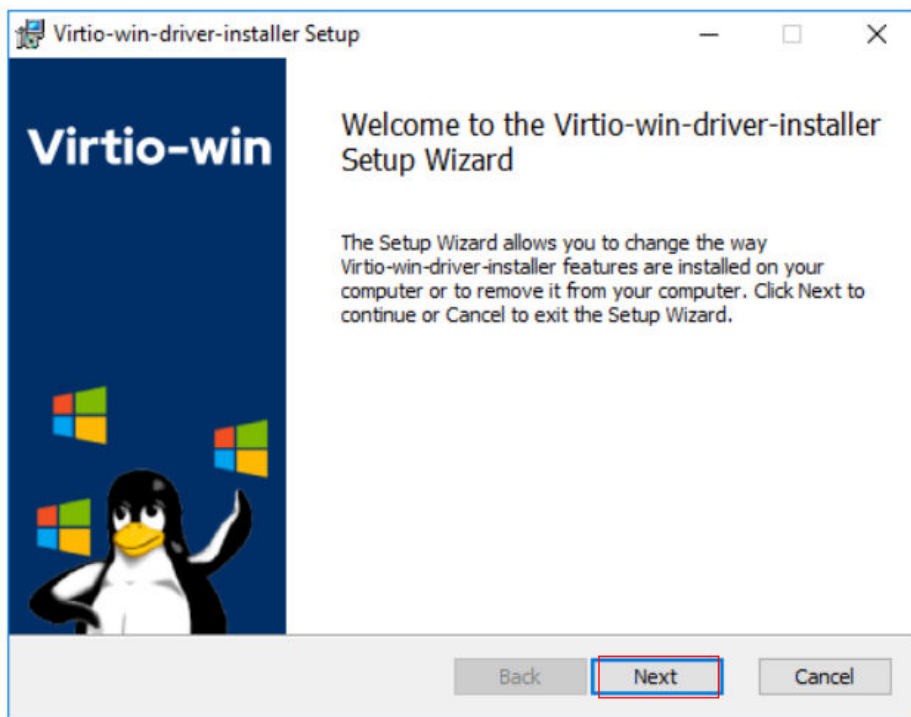 Virtio-win-driver-installer Setup
Virtio-win
Welcome to the Virtio-win-driver-installer
Setup Wizard
The Setup Wizard allows you to change the way
Virtio-win-driver-installer features are installed on your
computer or to remove it from your computer. Click Next to
continue or Cancel to exit the Setup Wizard.
Back Next Cancel